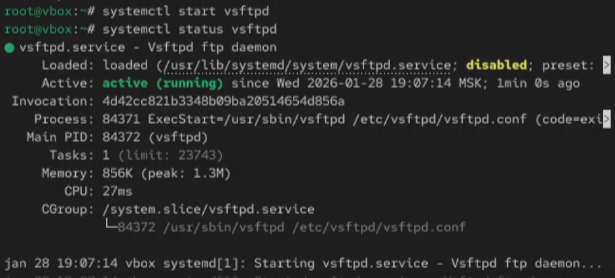 root@vbox:~# systemctl start vsftpd
root@vbox:~# systemctl status vsftpd
● vsftpd.service - Vsftpd ftp daemon
Loaded: loaded (/usr/lib/systemd/system/vsftpd.service; disabled; preset: >
Active: active (running) since Wed 2026-01-28 19:07:14 MSK; 1min 0s ago
Invocation: 4d42cc821b3348b09ba20514654d856a
Process: 84371 ExecStart=/usr/sbin/vsftpd /etc/vsftpd/vsftpd.conf (code=exi>
Main PID: 84372 (vsftpd)
Tasks: 1 (limit: 23743)
Memory: 856K (peak: 1.3M)
CPU: 27ms
CGroup: /system.slice/vsftpd.service
└─84372 /usr/sbin/vsftpd /etc/vsftpd/vsftpd.conf
jan 28 19:07:14 vbox systemd[1]: Starting vsftpd.service - Vsftpd ftp daemon...